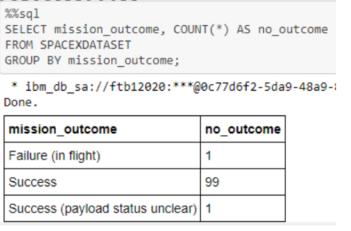 %%sql
SELECT mission_outcome, COUNT(*) AS no_outcome
FROM SPACEXDATASET
GROUP BY mission_outcome;
* ibm_db_sa://ftb12020:***@0c77d6f2-5da9-48a9-
Done.
mission_outcome no_outcome
Failure (in flight) 1
Success 99
Success (payload status unclear) 1